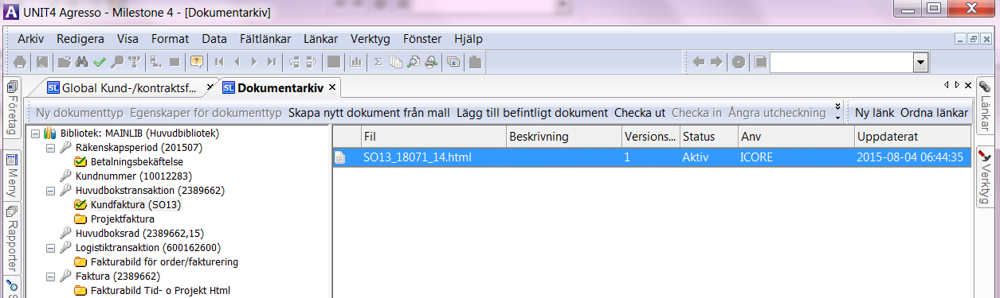 UNIT4 Agresso - Milestone 4 - [Dokumentarkiv]
Arkiv Redigera Visa Format Data Fältlänkar Länkar Verktyg Fönster Hjälp
SL Global Kund-/kontraktsf... SL Dokumentarkiv
Ny dokumenttyp Egenskaper för dokumenttyp Skapa nytt dokument från mall Lägg till befintligt dokument Checka ut Checka in Ångra utcheckning Ny länk Ordna länkar
Företag
Meny
Rapporter
Bibliotek: MAINLIB (Huvudbibliotek)
Räkenskapsperiod (201507)
Betalningsbekäftelse
Kundnummer (10012283)
Huvudbokstransaktion (2389662)
Kundfaktura (SO13)
Projektfaktura
Huvudboksrad (2389662,15)
Logistiktransaktion (600162600)
Fakturabild för order/fakturering
Faktura (2389662)
Fakturabild Tid- o Projekt Html
Fil Beskrivning Versions... Status Anv Uppdaterat
SO13_18071_14.html 1 Aktiv ICORE 2015-08-04 06:44:35
Länkar
Verktyg